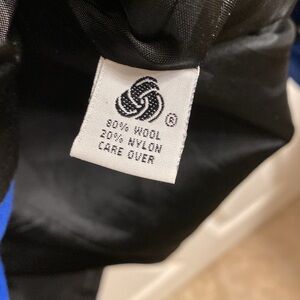 ®
80% WOOL
20% NYLON
CARE OVER